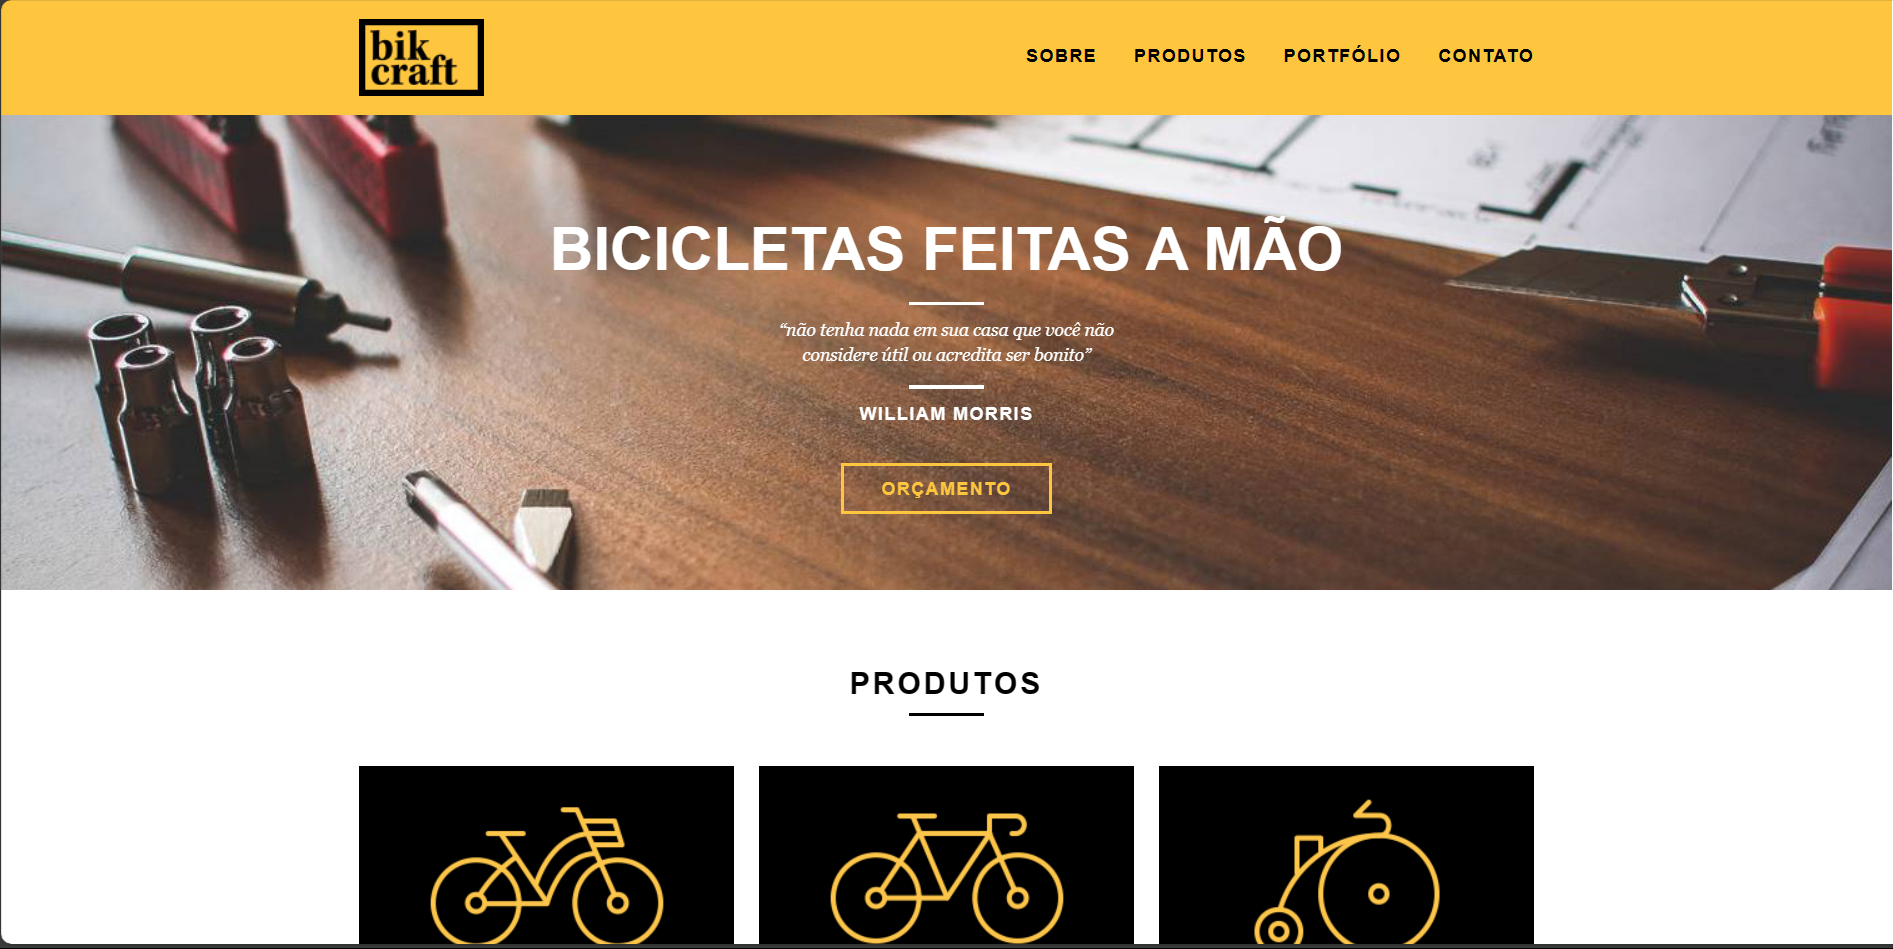 bik
craft
SOBRE PRODUTOS PORTFÓLIO CONTATO
BICICLETAS FEITAS A MÃO
“não tenha nada em sua casa que você não
considere útil ou acredita ser bonito”
WILLIAM MORRIS
ORÇAMENTO
PRODUTOS